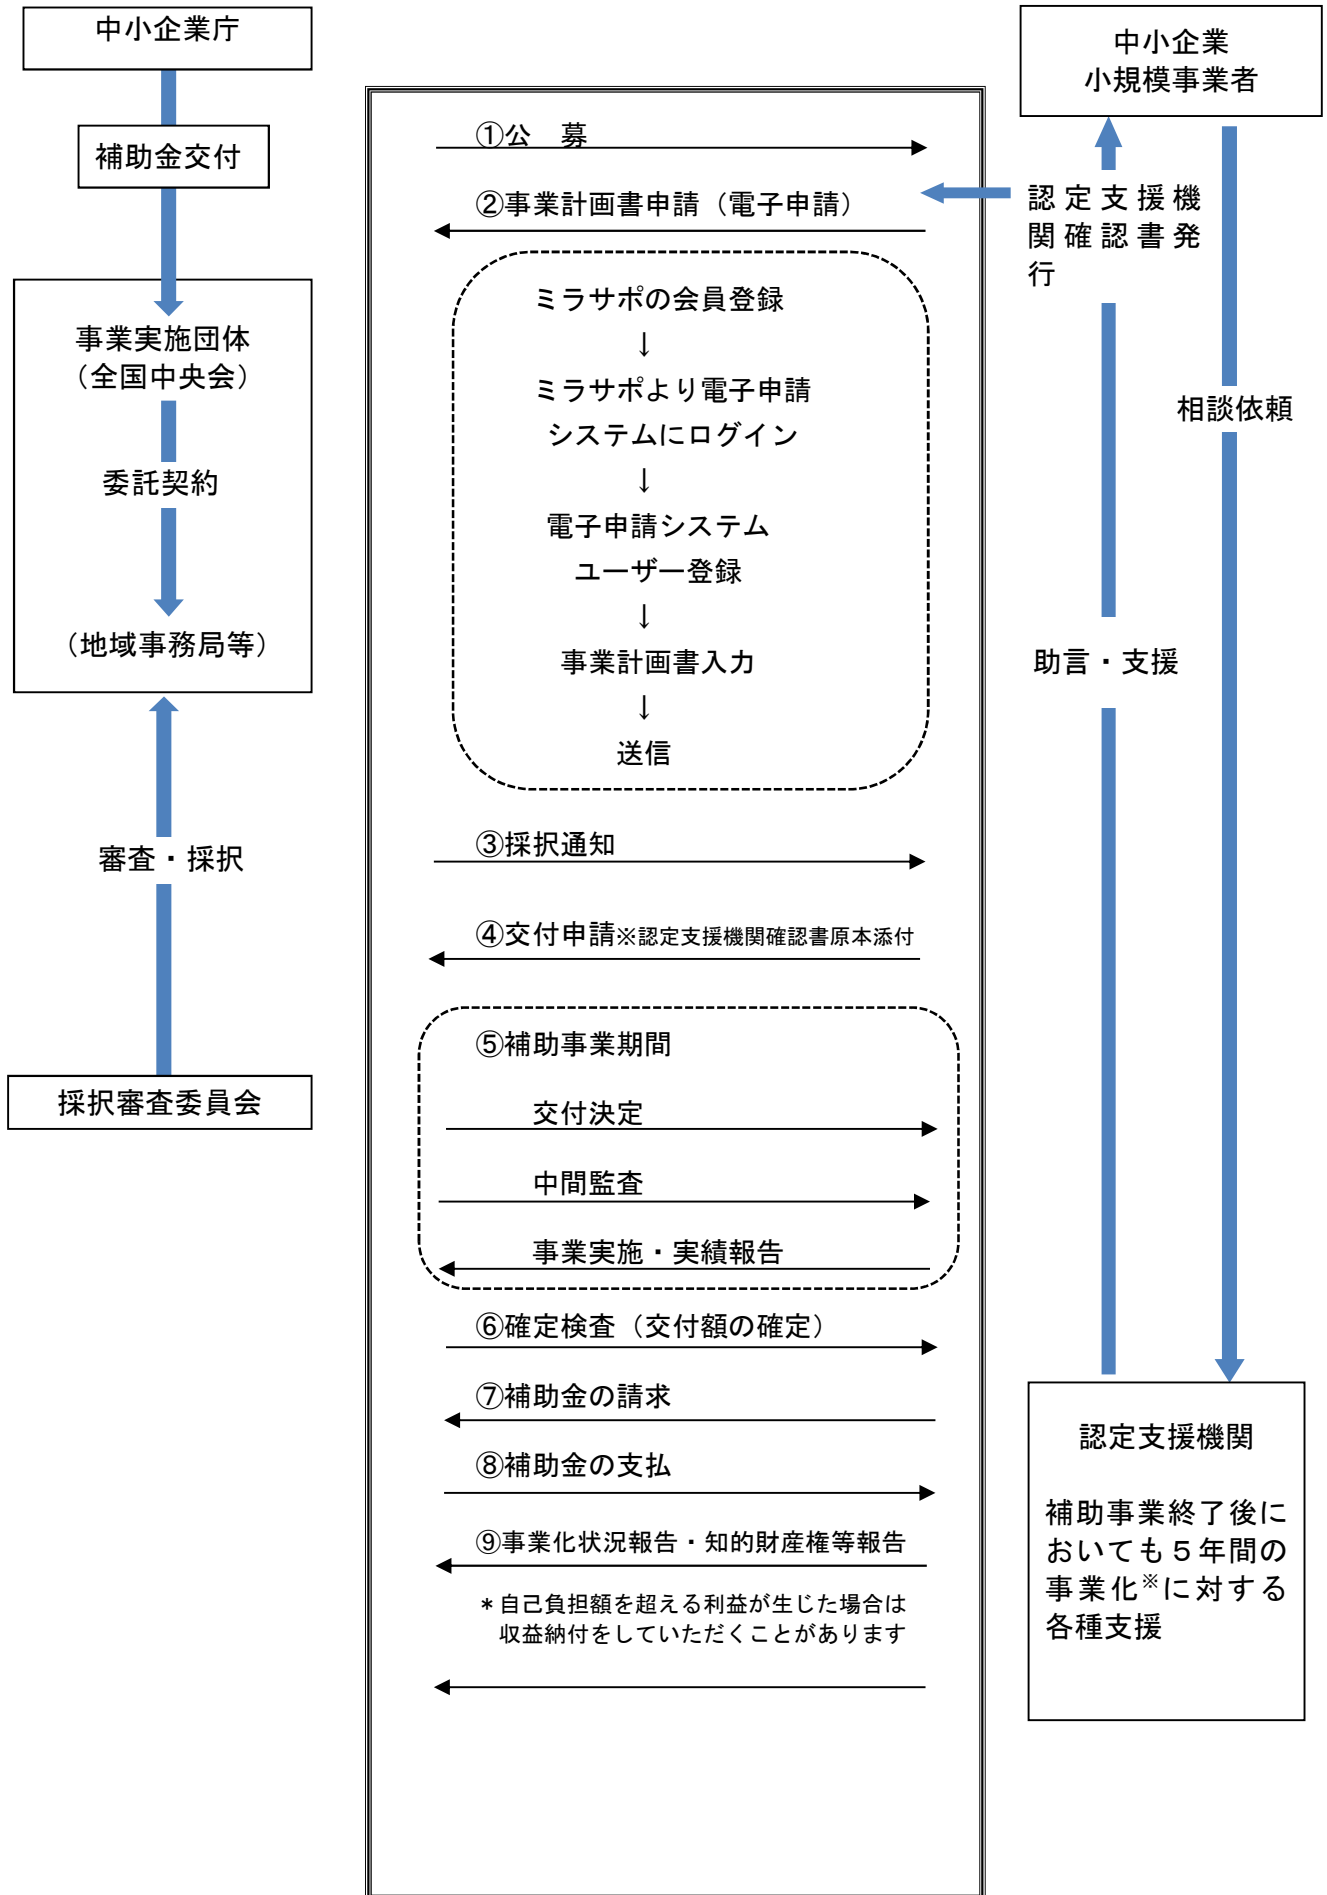 中小企業庁
補助金交付
事業実施団体
（全国中央会）
委託契約
（地域事務局等）
審査・採択
採択審査委員会
①公　募
②事業計画書申請（電子申請）
ミラサポの会員登録
↓
ミラサポより電子申請
システムにログイン
↓
電子申請システム
ユーザー登録
↓
事業計画書入力
↓
送信
③採択通知
④交付申請※認定支援機関確認書原本添付
⑤補助事業期間
交付決定
中間監査
事業実施・実績報告
⑥確定検査（交付額の確定）
⑦補助金の請求
⑧補助金の支払
⑨事業化状況報告・知的財産権等報告
＊自己負担額を超える利益が生じた場合は
収益納付をしていただくことがあります
中小企業
小規模事業者
認定支援機
関確認書発
行
相談依頼
助言・支援
認定支援機関
補助事業終了後に
おいても５年間の
事業化※に対する
各種支援